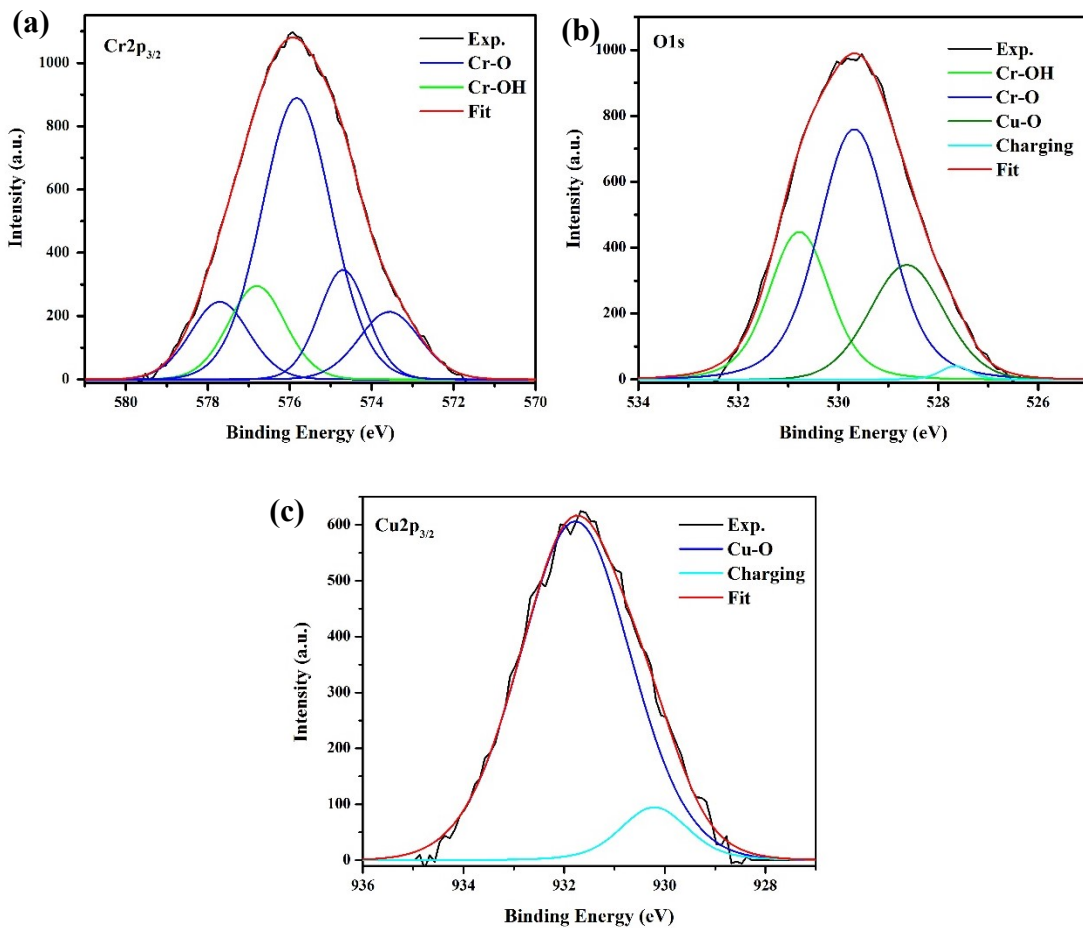 (a)
Cr2p3/2
Exp.
Cr-O
Cr-OH
Fit
Intensity (a.u.)
1000
800
600
400
200
0
580 578 576 574 572 570
Binding Energy (eV)
(b)
O1s
Exp.
Cr-OH
Cr-O
Cu-O
Charging
Fit
Intensity (a.u.)
1000
800
600
400
200
0
534 532 530 528 526
Binding Energy (eV)
(c)
Cu2p3/2
Exp.
Cu-O
Charging
Fit
Intensity (a.u.)
600
500
400
300
200
100
0
936 934 932 930 928
Binding Energy (eV)